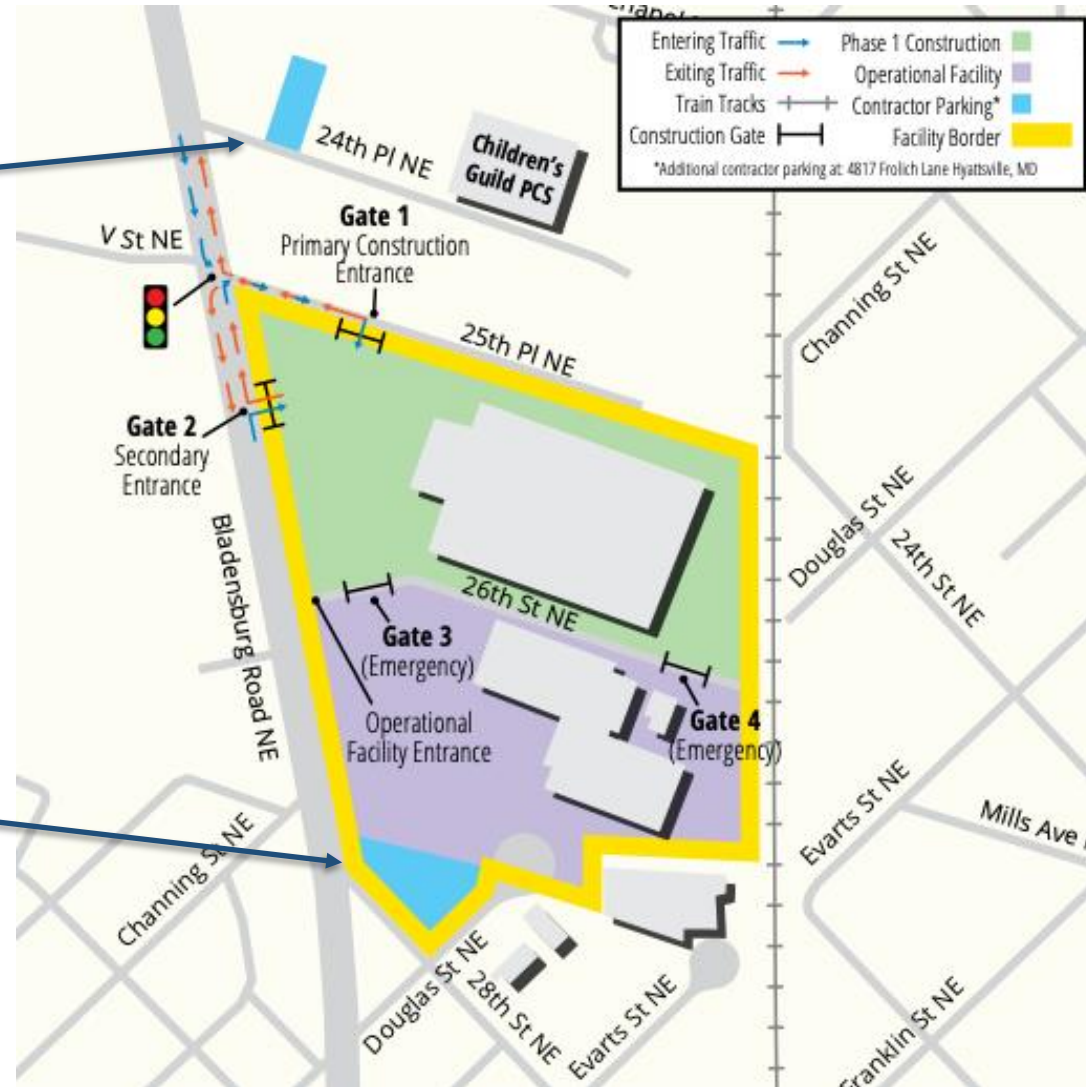 Entering Traffic
Exiting Traffic
Train Tracks
Construction Gate
Phase 1 Construction
Operational Facility
Contractor Parking*
Facility Border
*Additional contractor parking at: 4817 Frolich Lane Hyattsville, MD
24th Pl NE
Children's
Guild PCS
V St NE
Gate 1
Primary Construction
Entrance
25th Pl NE
Channing St NE
Gate 2
Secondary
Entrance
Bladensburg Road NE
Douglas St NE
24th St NE
26th St NE
Gate 3
(Emergency)
Operational
Facility Entrance
Gate 4
(Emergency)
Evarts St NE
Mills Ave
Channing St NE
Douglas St NE
28th St NE
Evarts St NE
Franklin St NE